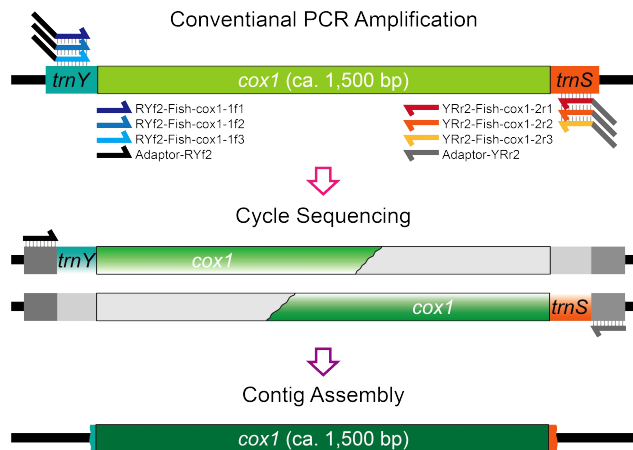 Conventianal PCR Amplification
trnY
cox1 (ca. 1,500 bp)
trnS
RYf2-Fish-cox1-1f1
RYf2-Fish-cox1-1f2
RYf2-Fish-cox1-1f3
Adaptor-RYf2
YRr2-Fish-cox1-2r1
YRr2-Fish-cox1-2r2
YRr2-Fish-cox1-2r3
Adaptor-YRr2
Cycle Sequencing
trnY
cox1
cox1
trnS
Contig Assembly
cox1 (ca. 1,500 bp)